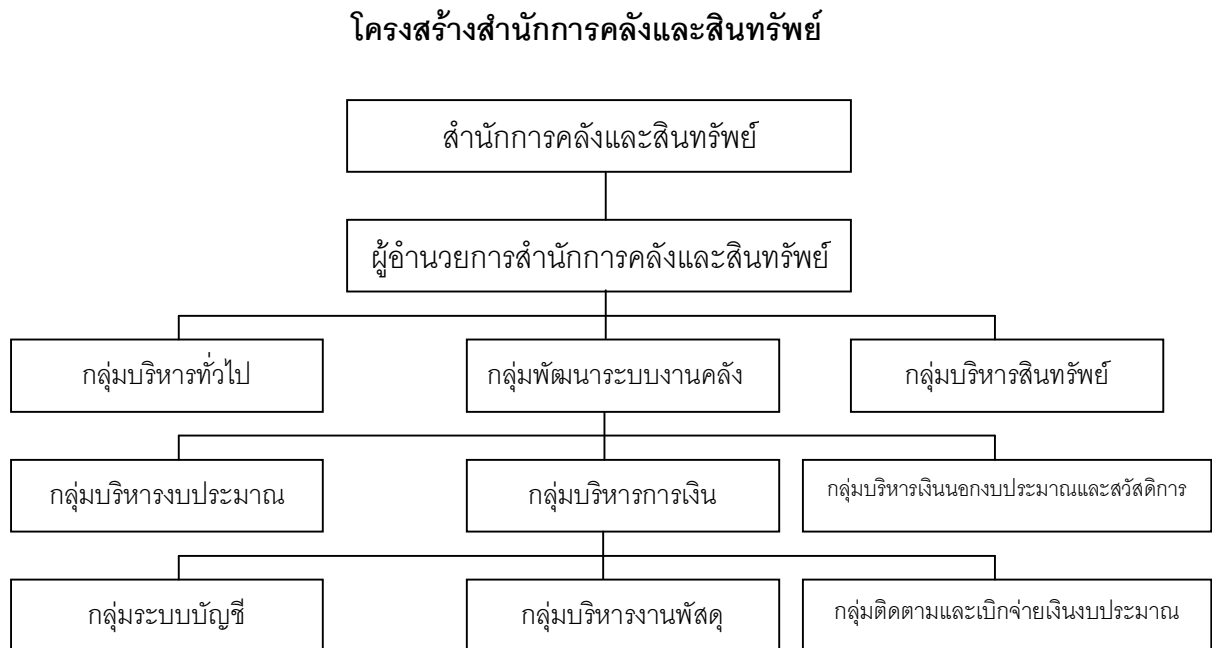 โครงสร้างสำนักการคลังและสินทรัพย์
สำนักการคลังและสินทรัพย์
ผู้อำนวยการสำนักการคลังและสินทรัพย์
กลุ่มบริหารทั่วไป
กลุ่มพัฒนาระบบงานคลัง
กลุ่มบริหารสินทรัพย์
กลุ่มบริหารงบประมาณ
กลุ่มบริหารการเงิน
กลุ่มบริหารเงินนอกงบประมาณและสวัสดิการ
กลุ่มระบบบัญชี
กลุ่มบริหารงานพัสดุ
กลุ่มติดตามและเบิกจ่ายเงินงบประมาณ